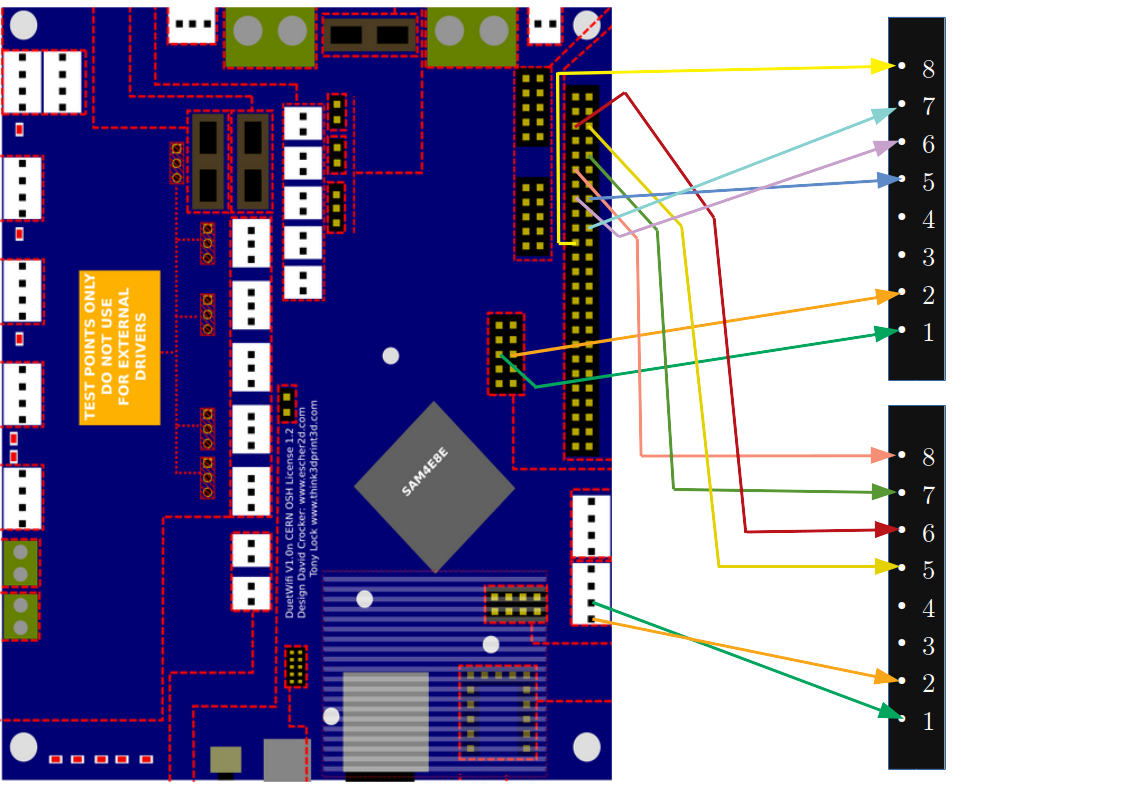 TEST POINTS ONLY
DO NOT USE
FOR EXTERNAL
DRIVERS
DuetWifi V1.0n CERN OSH License 1.2
Design David Crocker: www.escher2d.com
Tony Lock www.think3dprint3d.com
SAM4E8E
8
7
6
5
4
3
2
1
8
7
6
5
4
3
2
1